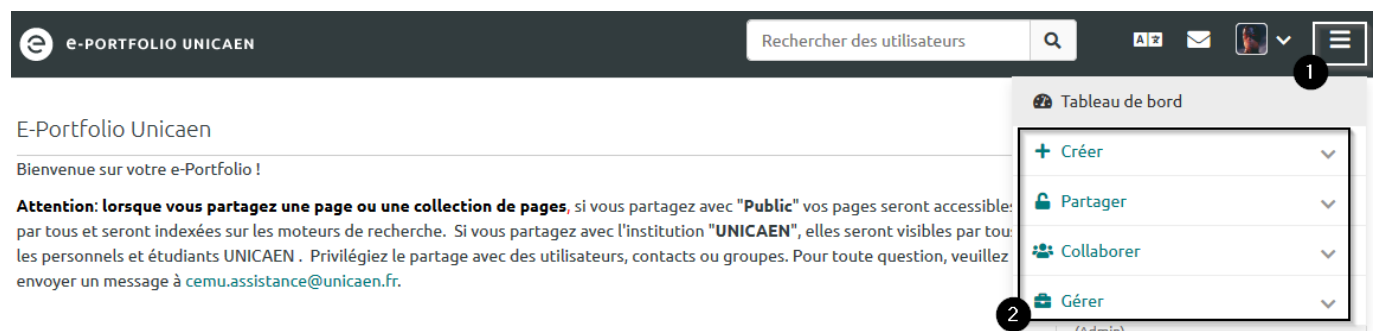 e-PORTFOLIO UNICAEN
Rechercher des utilisateurs
1
Tableau de bord
E-Portfolio Unicaen
Créer
Bienvenue sur votre e-Portfolio !
Attention: lorsque vous partagez une page ou une collection de pages, si vous partagez avec "Public" vos pages seront accessibles
Partager
par tous et seront indexées sur les moteurs de recherche. Si vous partagez avec l'institution "UNICAEN", elles seront visibles par tou
les personnels et étudiants UNICAEN . Privilégiez le partage avec des utilisateurs, contacts ou groupes. Pour toute question, veuillez
Collaborer
envoyer un message à cemu.assistance@unicaen.fr.
Gérer
2
(Admin)